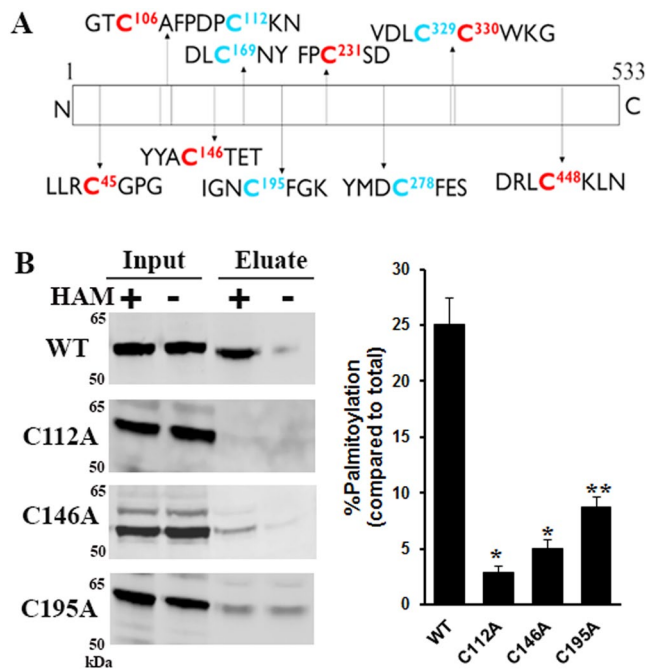 A
GTC¹⁰⁶AFPDPC¹¹²KN
VDLC³²⁹C³³⁰WKG
DLC¹⁶⁹NY FPC²³¹SD
1 533
N C
YYAC¹⁴⁶TET
LLRC⁴⁵GPG IGNC¹⁹⁵FGK YMDC²⁷⁸FES DRLC⁴⁴⁸KLN
B
Input Eluate
HAM + - + -
65
WT
50
65
C112A
50
65
C146A
50
65
C195A
50
kDa
%Palmitoylation
(compared to total)
30
25
20
15
10
5
0
* * **
WT C112A C146A C195A